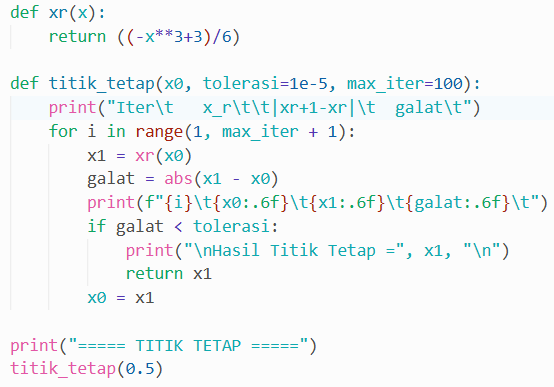 def xr(x):
    return ((-x**3+3)/6)

def titik_tetap(x0, tolerasi=1e-5, max_iter=100):
    print("Iter\t   x_r\t\t|xr+1-xr|\t  galat\t")
    for i in range(1, max_iter + 1):
        x1 = xr(x0)
        galat = abs(x1 - x0)
        print(f"{i}\t{x0:.6f}\t{x1:.6f}\t{galat:.6f}\t")
        if galat < tolerasi:
            print("\nHasil Titik Tetap =", x1, "\n")
            return x1
        x0 = x1

print("===== TITIK TETAP =====")
titik_tetap(0.5)